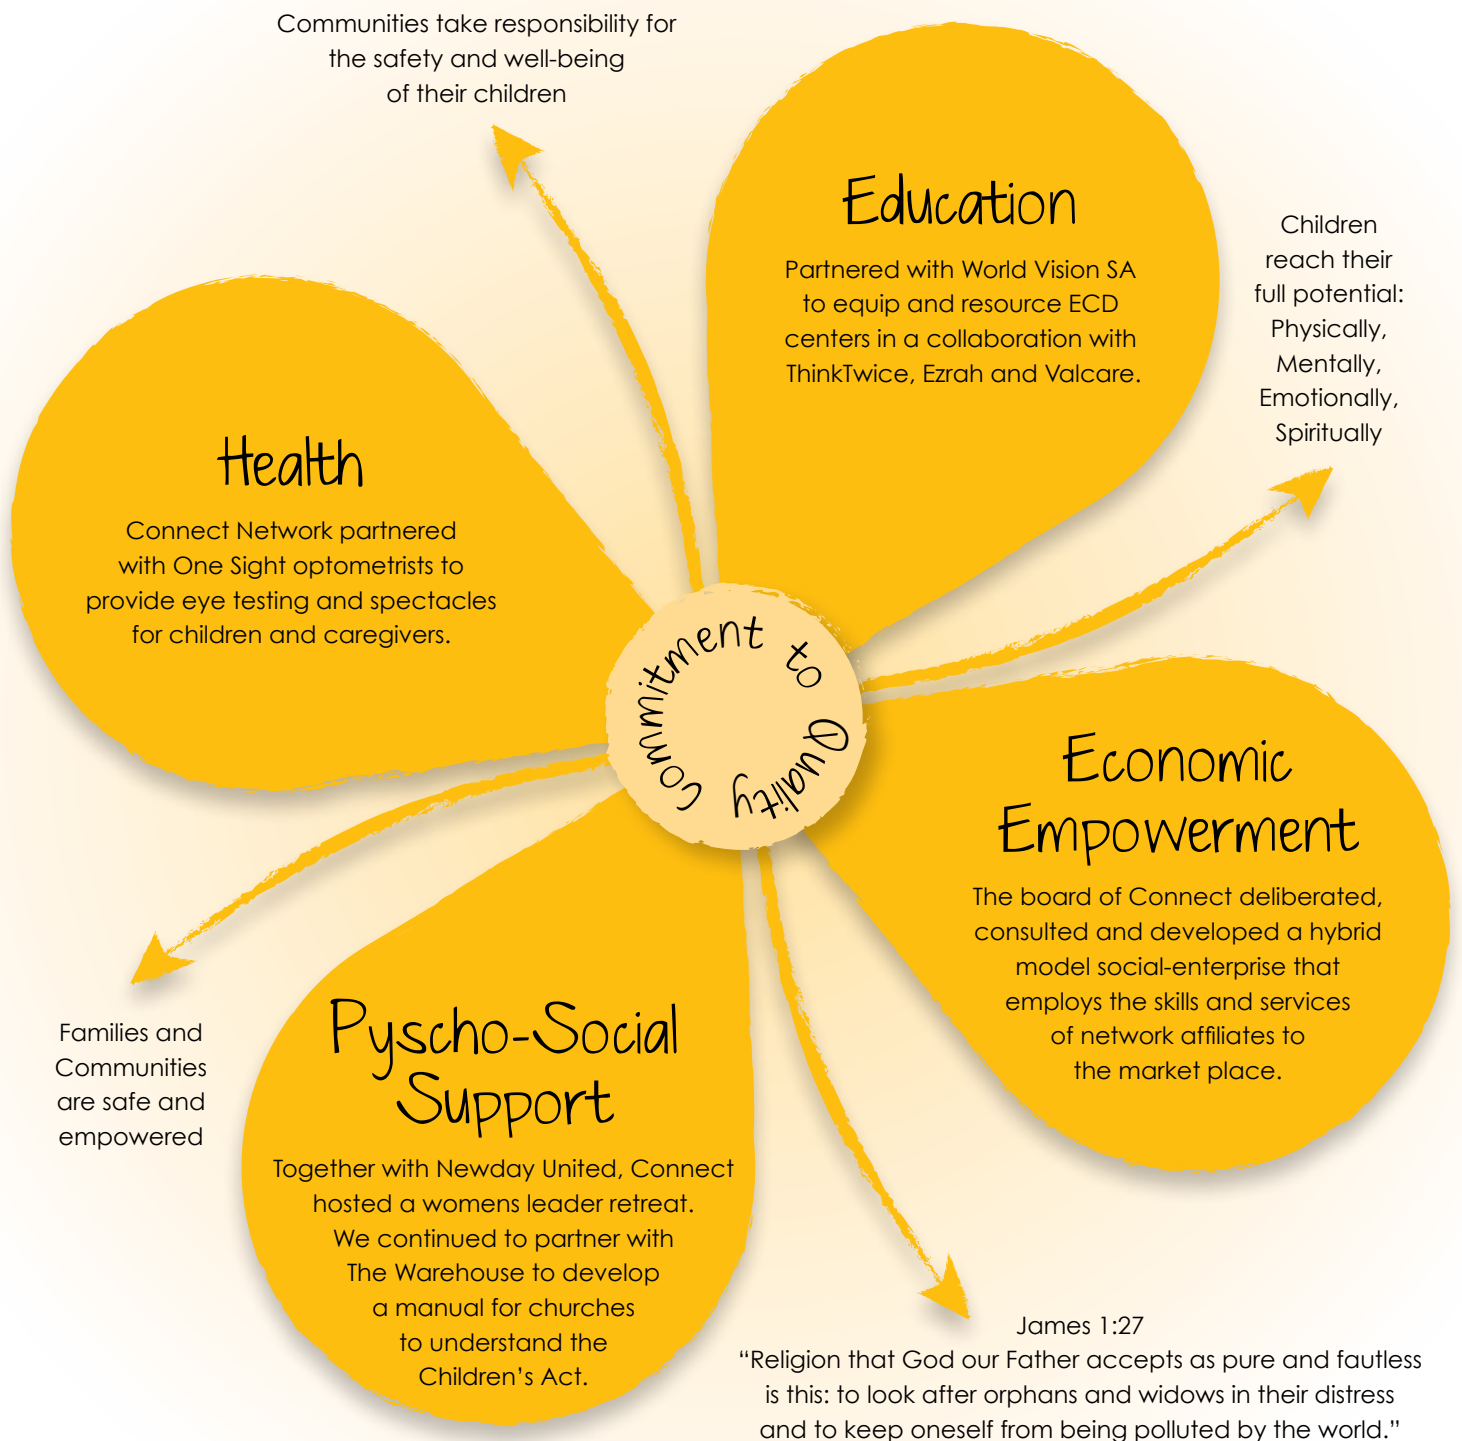 Communities take responsibility for
the safety and well-being
of their children
Education
Partnered with World Vision SA
to equip and resource ECD
centers in a collaboration with
ThinkTwice, Ezrah and Valcare.
Children
reach their
full potential:
Physically,
Mentally,
Emotionally,
Spiritually
Health
Connect Network partnered
with One Sight optometrists to
provide eye testing and spectacles
for children and caregivers.
Commitment to Quality
Economic
Empowerment
The board of Connect deliberated,
consulted and developed a hybrid
model social-enterprise that
employs the skills and services
of network affiliates to
the market place.
Families and
Communities
are safe and
empowered
Pyscho-Social
Support
Together with Newday United, Connect
hosted a womens leader retreat.
We continued to partner with
The Warehouse to develop
a manual for churches
to understand the
Children’s Act.
James 1:27
“Religion that God our Father accepts as pure and fautless
is this: to look after orphans and widows in their distress
and to keep oneself from being polluted by the world.”